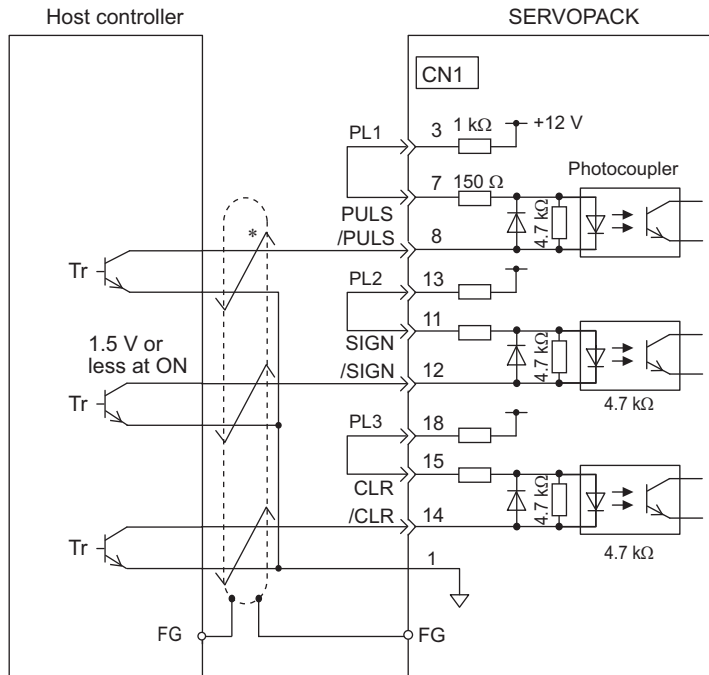 Host controller
SERVOPACK
CN1
PL1
3
1 kΩ
+12 V
Photocoupler
7
150 Ω
PULS
4.7 kΩ
*
/PULS
8
Tr
PL2
13
11
SIGN
4.7 kΩ
1.5 V or
less at ON
/SIGN
12
Tr
4.7 kΩ
PL3
18
15
CLR
4.7 kΩ
/CLR
14
Tr
4.7 kΩ
1
FG
FG